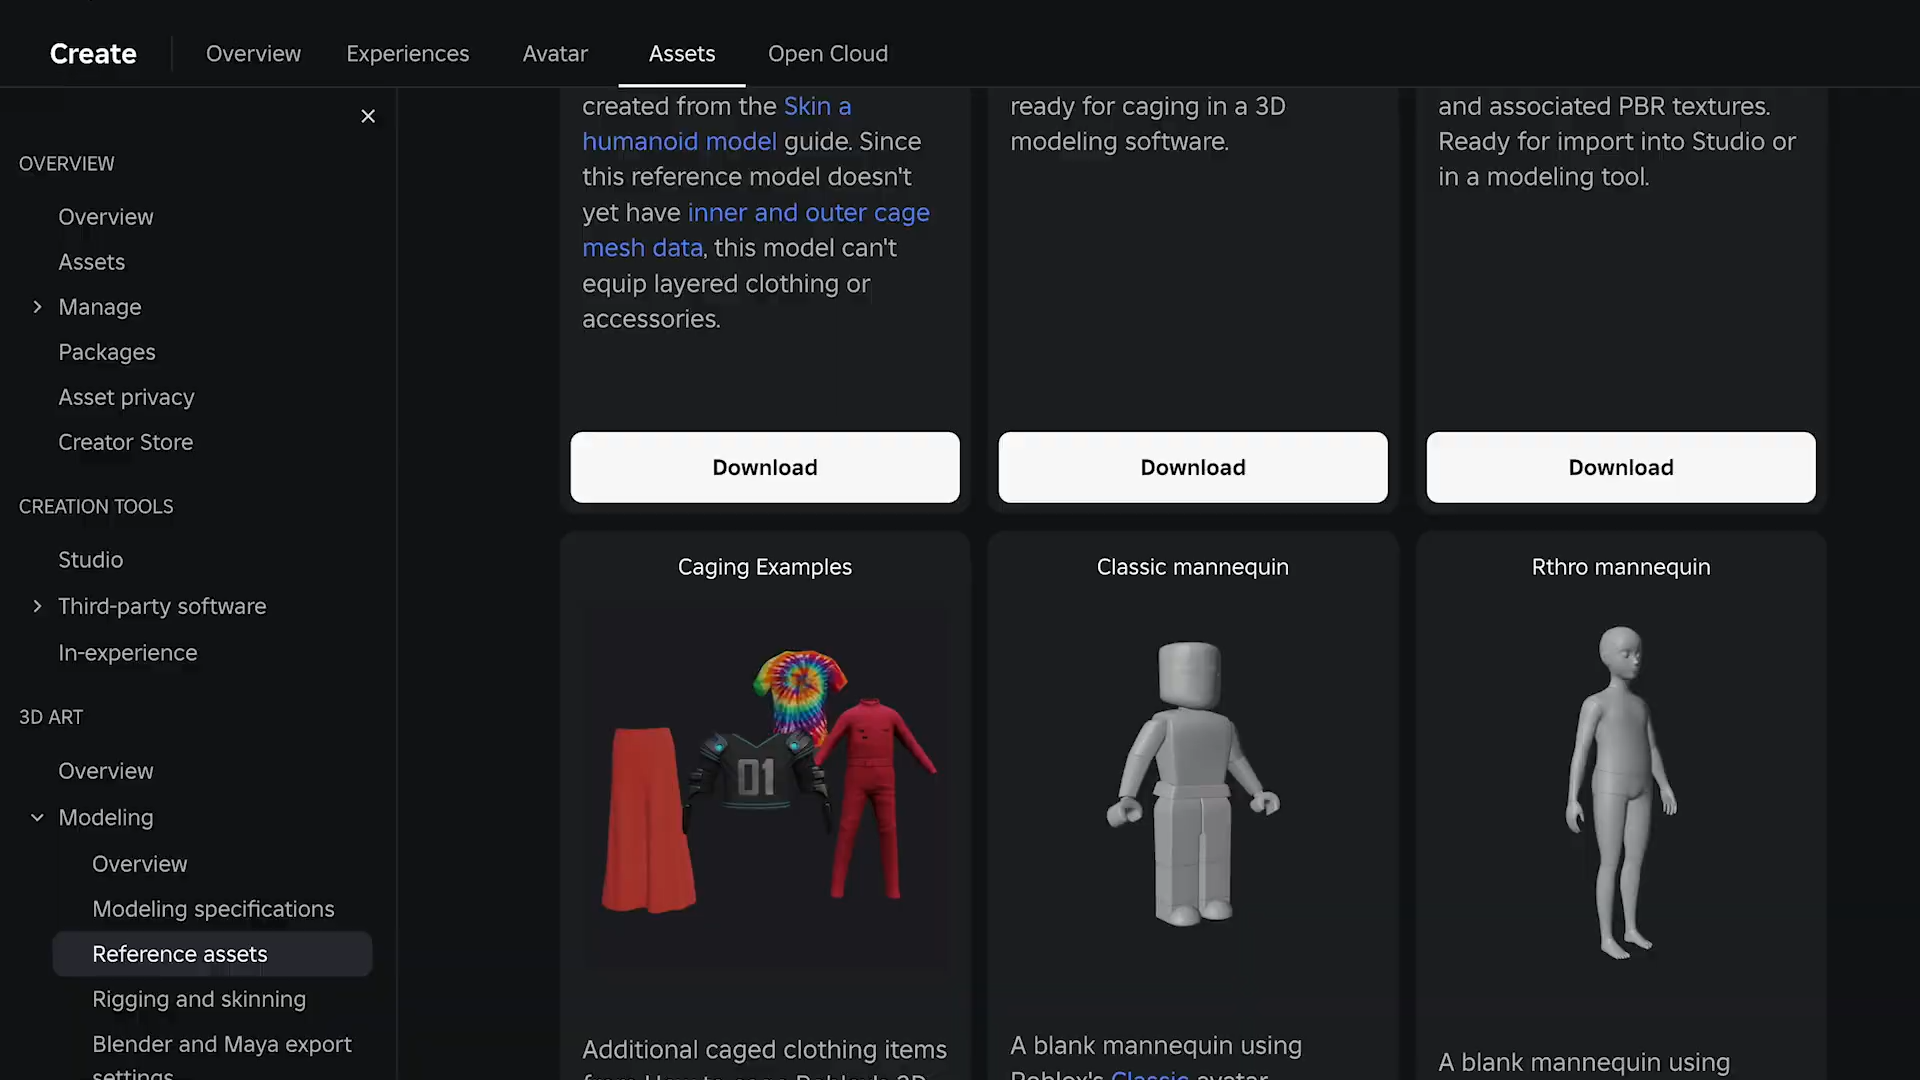 Create
Overview
Experiences
Avatar
Assets
Open Cloud
OVERVIEW
Overview
Assets
Manage
Packages
Asset privacy
Creator Store
CREATION TOOLS
Studio
Third-party software
In-experience
3D ART
Overview
Modeling
Overview
Modeling specifications
Reference assets
Rigging and skinning
Blender and Maya export
settings
created from the Skin a
humanoid model guide. Since
this reference model doesn't
yet have inner and outer cage
mesh data, this model can't
equip layered clothing or
accessories.
Download
ready for caging in a 3D
modeling software.
Download
and associated PBR textures.
Ready for import into Studio or
in a modeling tool.
Download
Caging Examples
01
Additional caged clothing items
Classic mannequin
A blank mannequin using
Roblox's Classic avatar
Rthro mannequin
A blank mannequin using